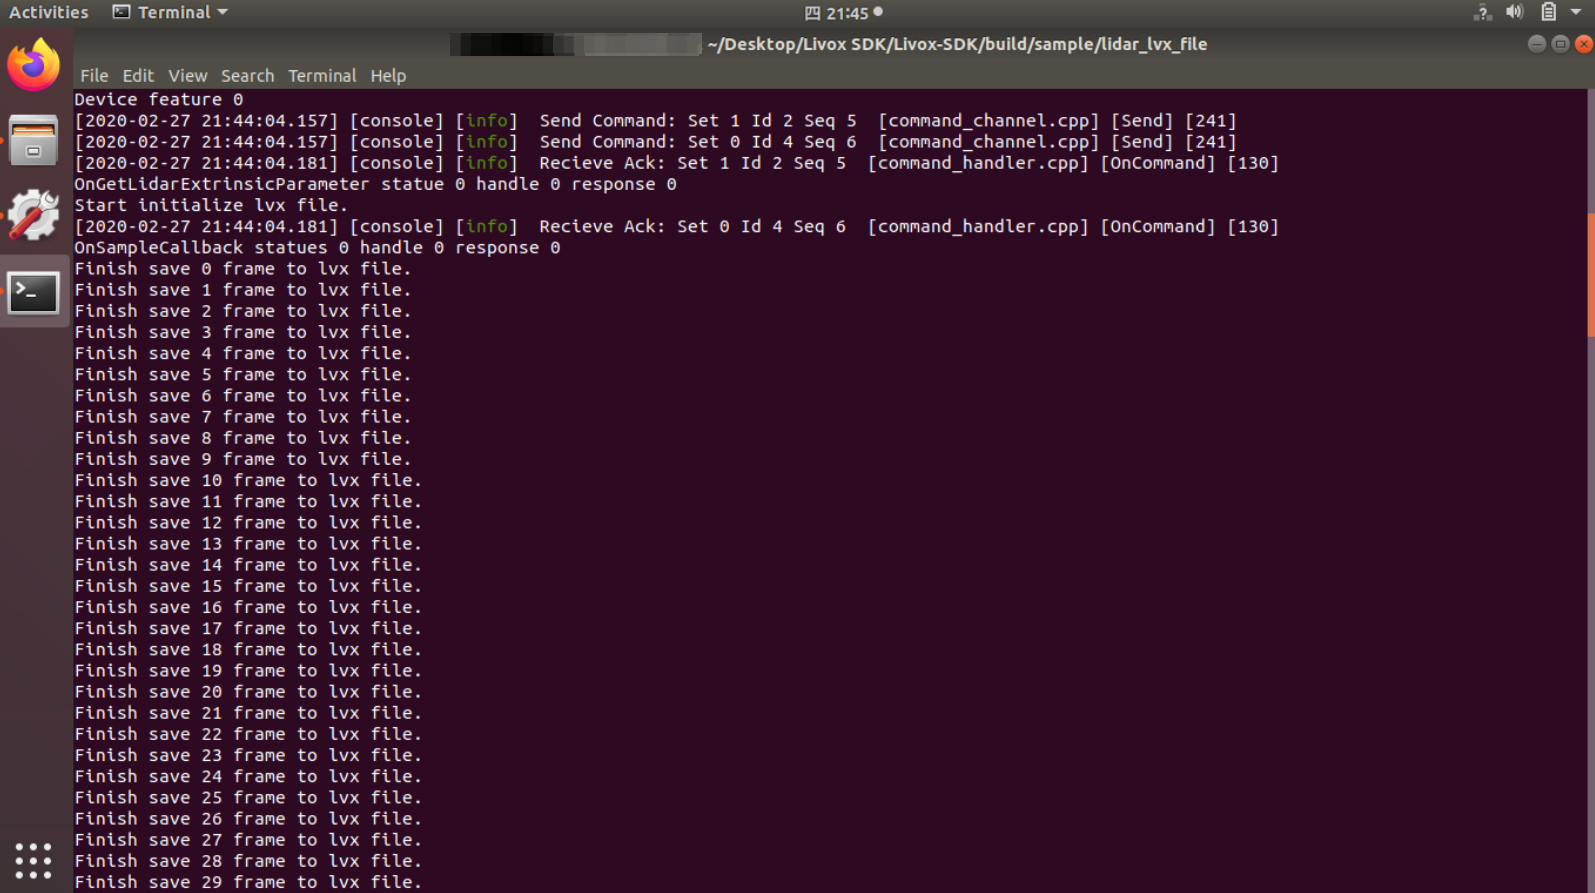 Activities Terminal 四 21:45
~/Desktop/Livox SDK/Livox-SDK/build/sample/lidar_lvx_file
File Edit View Search Terminal Help
Device feature 0
[2020-02-27 21:44:04.157] [console] [info]  Send Command: Set 1 Id 2 Seq 5  [command_channel.cpp] [Send] [241]
[2020-02-27 21:44:04.157] [console] [info]  Send Command: Set 0 Id 4 Seq 6  [command_channel.cpp] [Send] [241]
[2020-02-27 21:44:04.181] [console] [info]  Recieve Ack: Set 1 Id 2 Seq 5  [command_handler.cpp] [OnCommand] [130]
OnGetLidarExtrinsicParameter statue 0 handle 0 response 0
Start initialize lvx file.
[2020-02-27 21:44:04.181] [console] [info]  Recieve Ack: Set 0 Id 4 Seq 6  [command_handler.cpp] [OnCommand] [130]
OnSampleCallback statues 0 handle 0 response 0
Finish save 0 frame to lvx file.
Finish save 1 frame to lvx file.
Finish save 2 frame to lvx file.
Finish save 3 frame to lvx file.
Finish save 4 frame to lvx file.
Finish save 5 frame to lvx file.
Finish save 6 frame to lvx file.
Finish save 7 frame to lvx file.
Finish save 8 frame to lvx file.
Finish save 9 frame to lvx file.
Finish save 10 frame to lvx file.
Finish save 11 frame to lvx file.
Finish save 12 frame to lvx file.
Finish save 13 frame to lvx file.
Finish save 14 frame to lvx file.
Finish save 15 frame to lvx file.
Finish save 16 frame to lvx file.
Finish save 17 frame to lvx file.
Finish save 18 frame to lvx file.
Finish save 19 frame to lvx file.
Finish save 20 frame to lvx file.
Finish save 21 frame to lvx file.
Finish save 22 frame to lvx file.
Finish save 23 frame to lvx file.
Finish save 24 frame to lvx file.
Finish save 25 frame to lvx file.
Finish save 26 frame to lvx file.
Finish save 27 frame to lvx file.
Finish save 28 frame to lvx file.
Finish save 29 frame to lvx file.